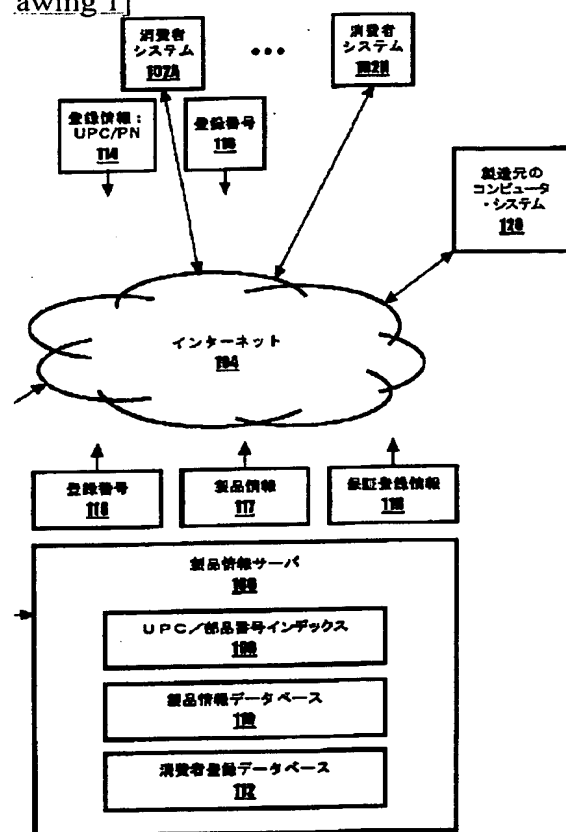 awing 1]
消費者
システム
102A
•••
消費者
システム
102N
登録情報：
UPC/PN
114
登録番号
116
製造元の
コンピュータ
・システム
120
インターネット
104
登録番号
116
製品情報
117
保証登録情報
118
製品情報サーバ
UPC／部品番号インデックス
製品情報データベース
110
消費者登録データベース
112